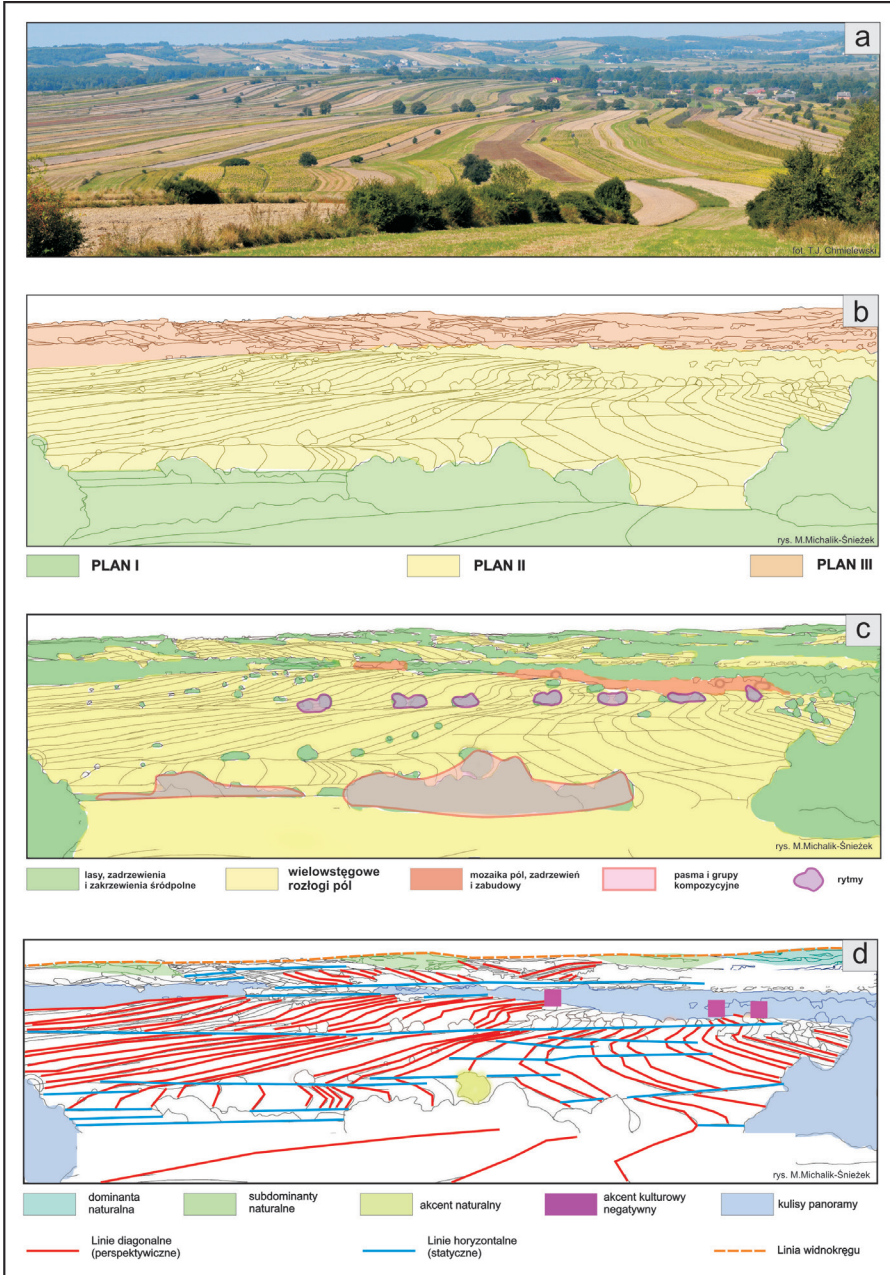 a
fot. T.J. Chmielewski
b
rys. M.Michalik-Śnieżek
PLAN I
PLAN II
PLAN III
c
rys. M.Michalik-Śnieżek
lasy, zadrzewienia
i zakrzewienia śródpolne
wielowstęgowe
rozłogi pól
mozaika pól, zadrzewień
i zabudowy
pasma i grupy
kompozycyjne
rytmy
d
rys. M.Michalik-Śnieżek
dominanta
naturalna
subdominanty
naturalne
akcent naturalny
akcent kulturowy
negatywny
kulisy panoramy
Linie diagonalne
(perspektywiczne)
Linie horyzontalne
(statyczne)
Linia widnokręgu